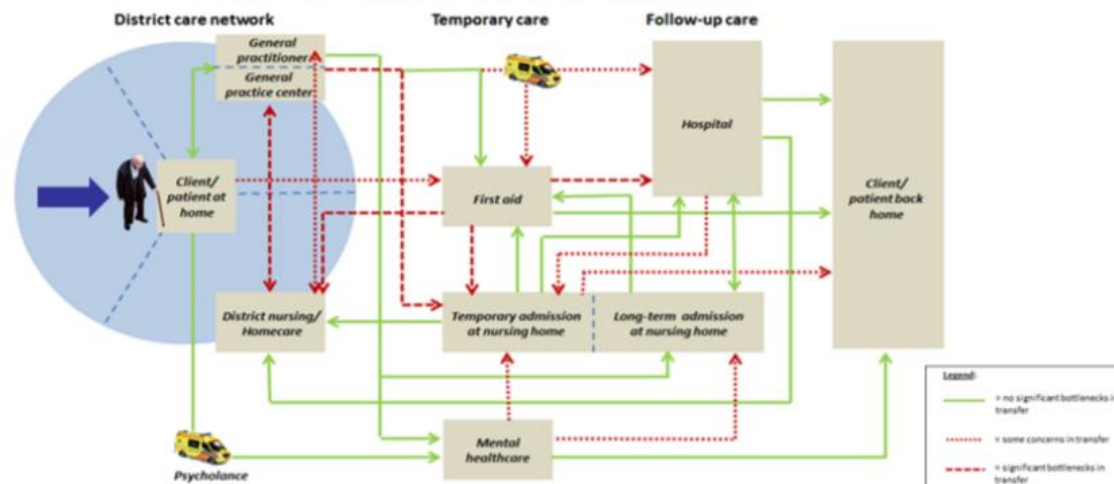 District care network
Temporary care
Follow-up care
General
practitioner
General
practice center
Hospital
Client/
patient at
home
First aid
Client/
patient back
home
District nursing/
Homecare
Temporary admission
at nursing home
Long-term admission
at nursing home
Mental
healthcare
Psycholance
Legend:
= no significant bottlenecks in
transfer
= some concerns in transfer
= significant bottlenecks in
transfer